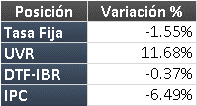 Posición Variación %
Tasa Fija -1.55%
UVR 11.68%
DTF-IBR -0.37%
IPC -6.49%